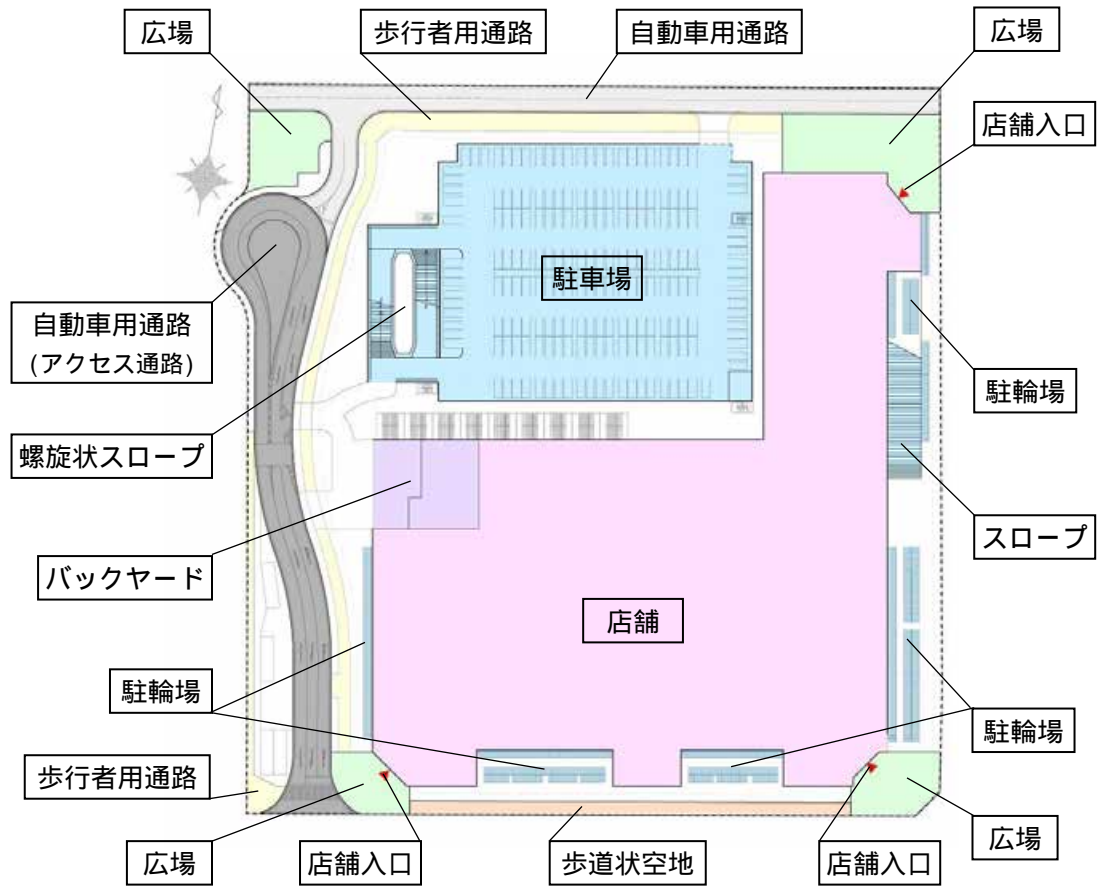 広場
歩行者用通路
自動車用通路
広場
店舗入口
駐車場
自動車用通路
(アクセス通路)
駐輪場
螺旋状スロープ
スロープ
バックヤード
店舗
駐輪場
駐輪場
歩行者用通路
広場
広場
店舗入口
歩道状空地
店舗入口